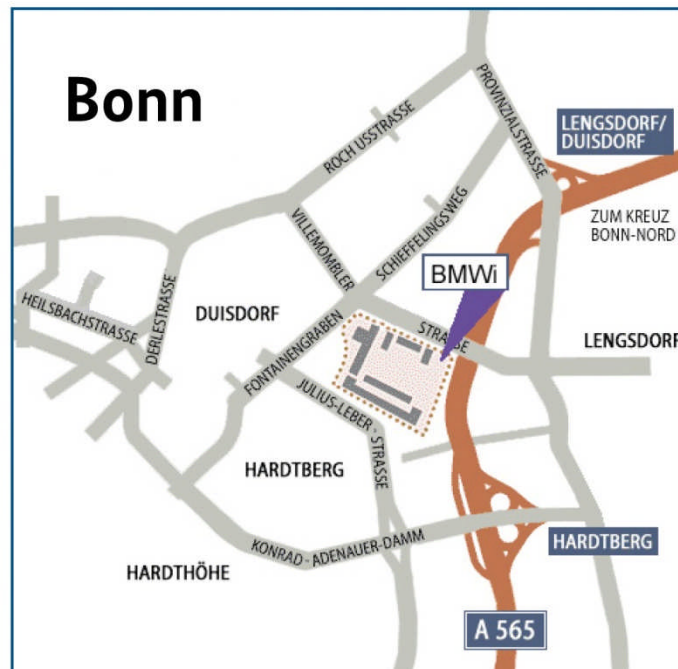 Bonn
PROVINZIALSTRASSE
LENGSDORF/
DUISDORF
ROCH USSTRASSE
ZUM KREUZ
BONN-NORD
VILLEMOMBLER
SCHIEFFELINGSWEG
BMWi
HEILSBACHSTRASSE
DERLESTRASSE
DUISDORF
FONTAINENGRABEN
STRASSE
LENGSDORF
JULIUS-LEBER-STRASSE
HARDTBERG
KONRAD-ADENAUER-DAMM
HARDTBERG
HARDTHÖHE
A 565